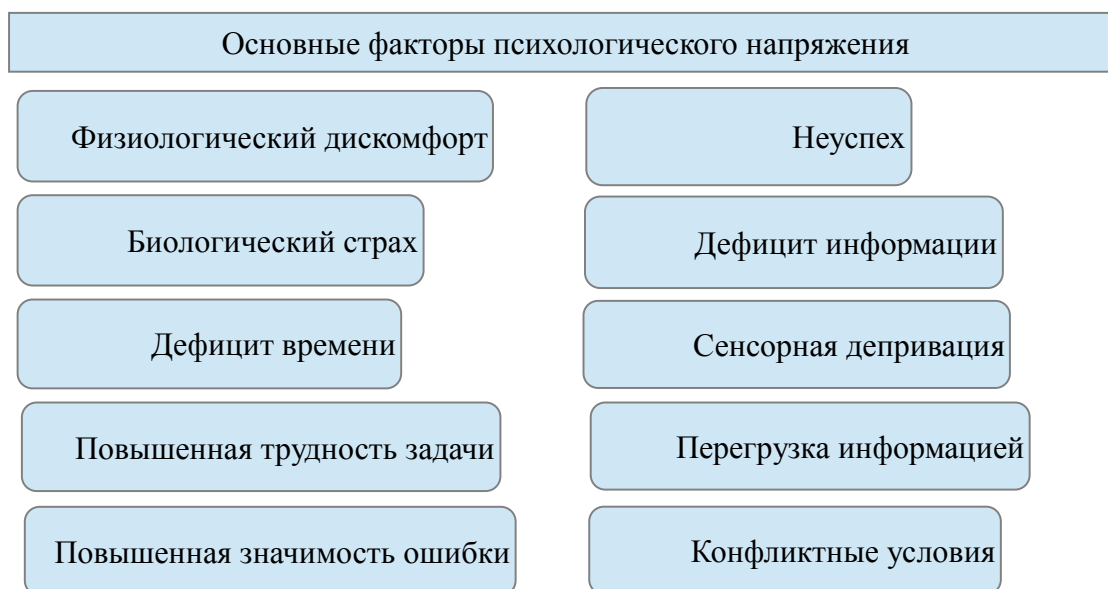 Основные факторы психологического напряжения
Физиологический дискомфорт
Неуспех
Биологический страх
Дефицит информации
Дефицит времени
Сенсорная депривация
Повышенная трудность задачи
Перегрузка информацией
Повышенная значимость ошибки
Конфликтные условия